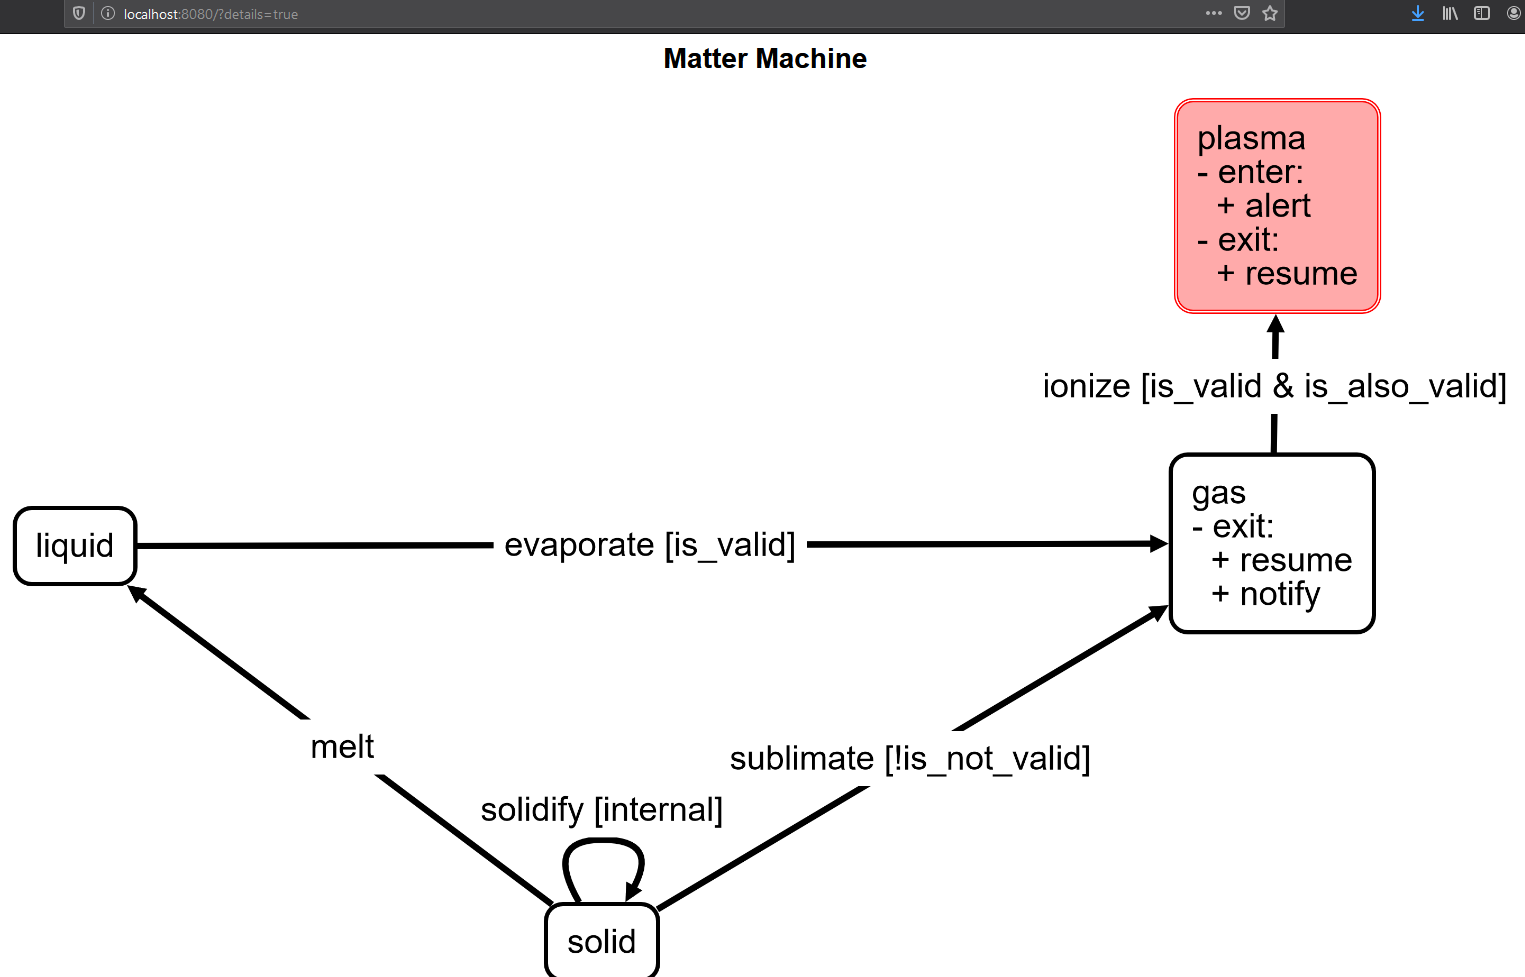 localhost:8080/?details=true
Matter Machine
plasma
- enter:
+ alert
- exit:
+ resume
ionize [is_valid & is_also_valid]
gas
- exit:
+ resume
+ notify
liquid
evaporate [is_valid]
melt
sublimate [!is_not_valid]
solidify [internal]
solid